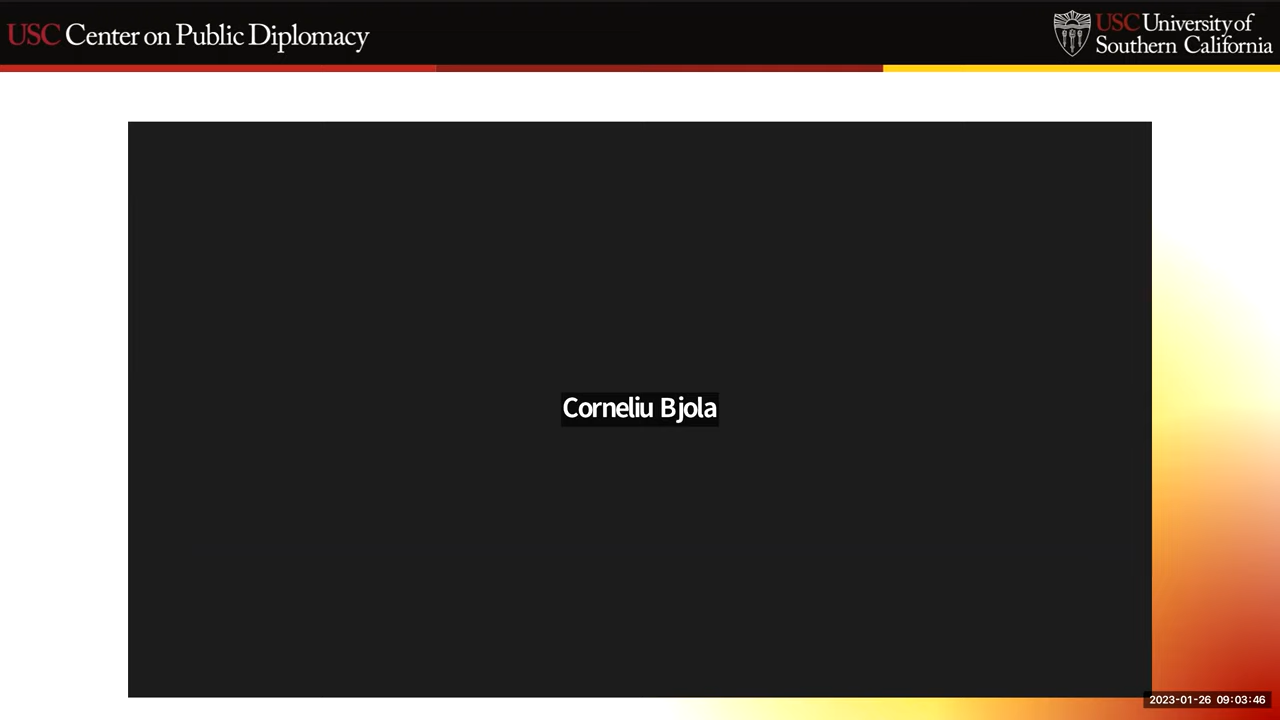 USC Center on Public Diplomacy
USC University of
Southern California
Corneliu Bjola
2023-01-26 09:03:46